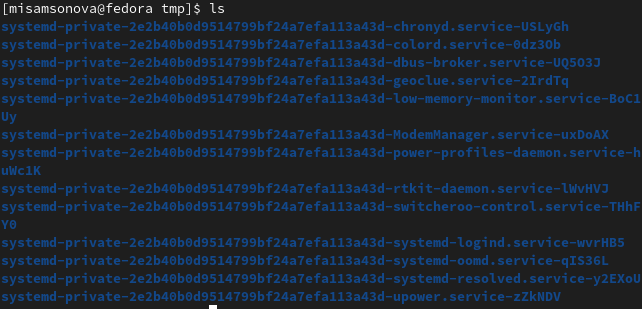 [misamsonova@fedora tmp]$ ls
systemd-private-2e2b40b0d9514799bf24a7efa113a43d-chronyd.service-USLyGh
systemd-private-2e2b40b0d9514799bf24a7efa113a43d-colord.service-0dz3Ob
systemd-private-2e2b40b0d9514799bf24a7efa113a43d-dbus-broker.service-UQ5O3J
systemd-private-2e2b40b0d9514799bf24a7efa113a43d-geoclue.service-2IrdTq
systemd-private-2e2b40b0d9514799bf24a7efa113a43d-low-memory-monitor.service-BoC1
Uy
systemd-private-2e2b40b0d9514799bf24a7efa113a43d-ModemManager.service-uxDoAX
systemd-private-2e2b40b0d9514799bf24a7efa113a43d-power-profiles-daemon.service-h
uWc1K
systemd-private-2e2b40b0d9514799bf24a7efa113a43d-rtkit-daemon.service-lWvHVJ
systemd-private-2e2b40b0d9514799bf24a7efa113a43d-switcheroo-control.service-THhF
Y0
systemd-private-2e2b40b0d9514799bf24a7efa113a43d-systemd-logind.service-wvrHB5
systemd-private-2e2b40b0d9514799bf24a7efa113a43d-systemd-oomd.service-qIS36L
systemd-private-2e2b40b0d9514799bf24a7efa113a43d-systemd-resolved.service-y2EXoU
systemd-private-2e2b40b0d9514799bf24a7efa113a43d-upower.service-zZkNDV